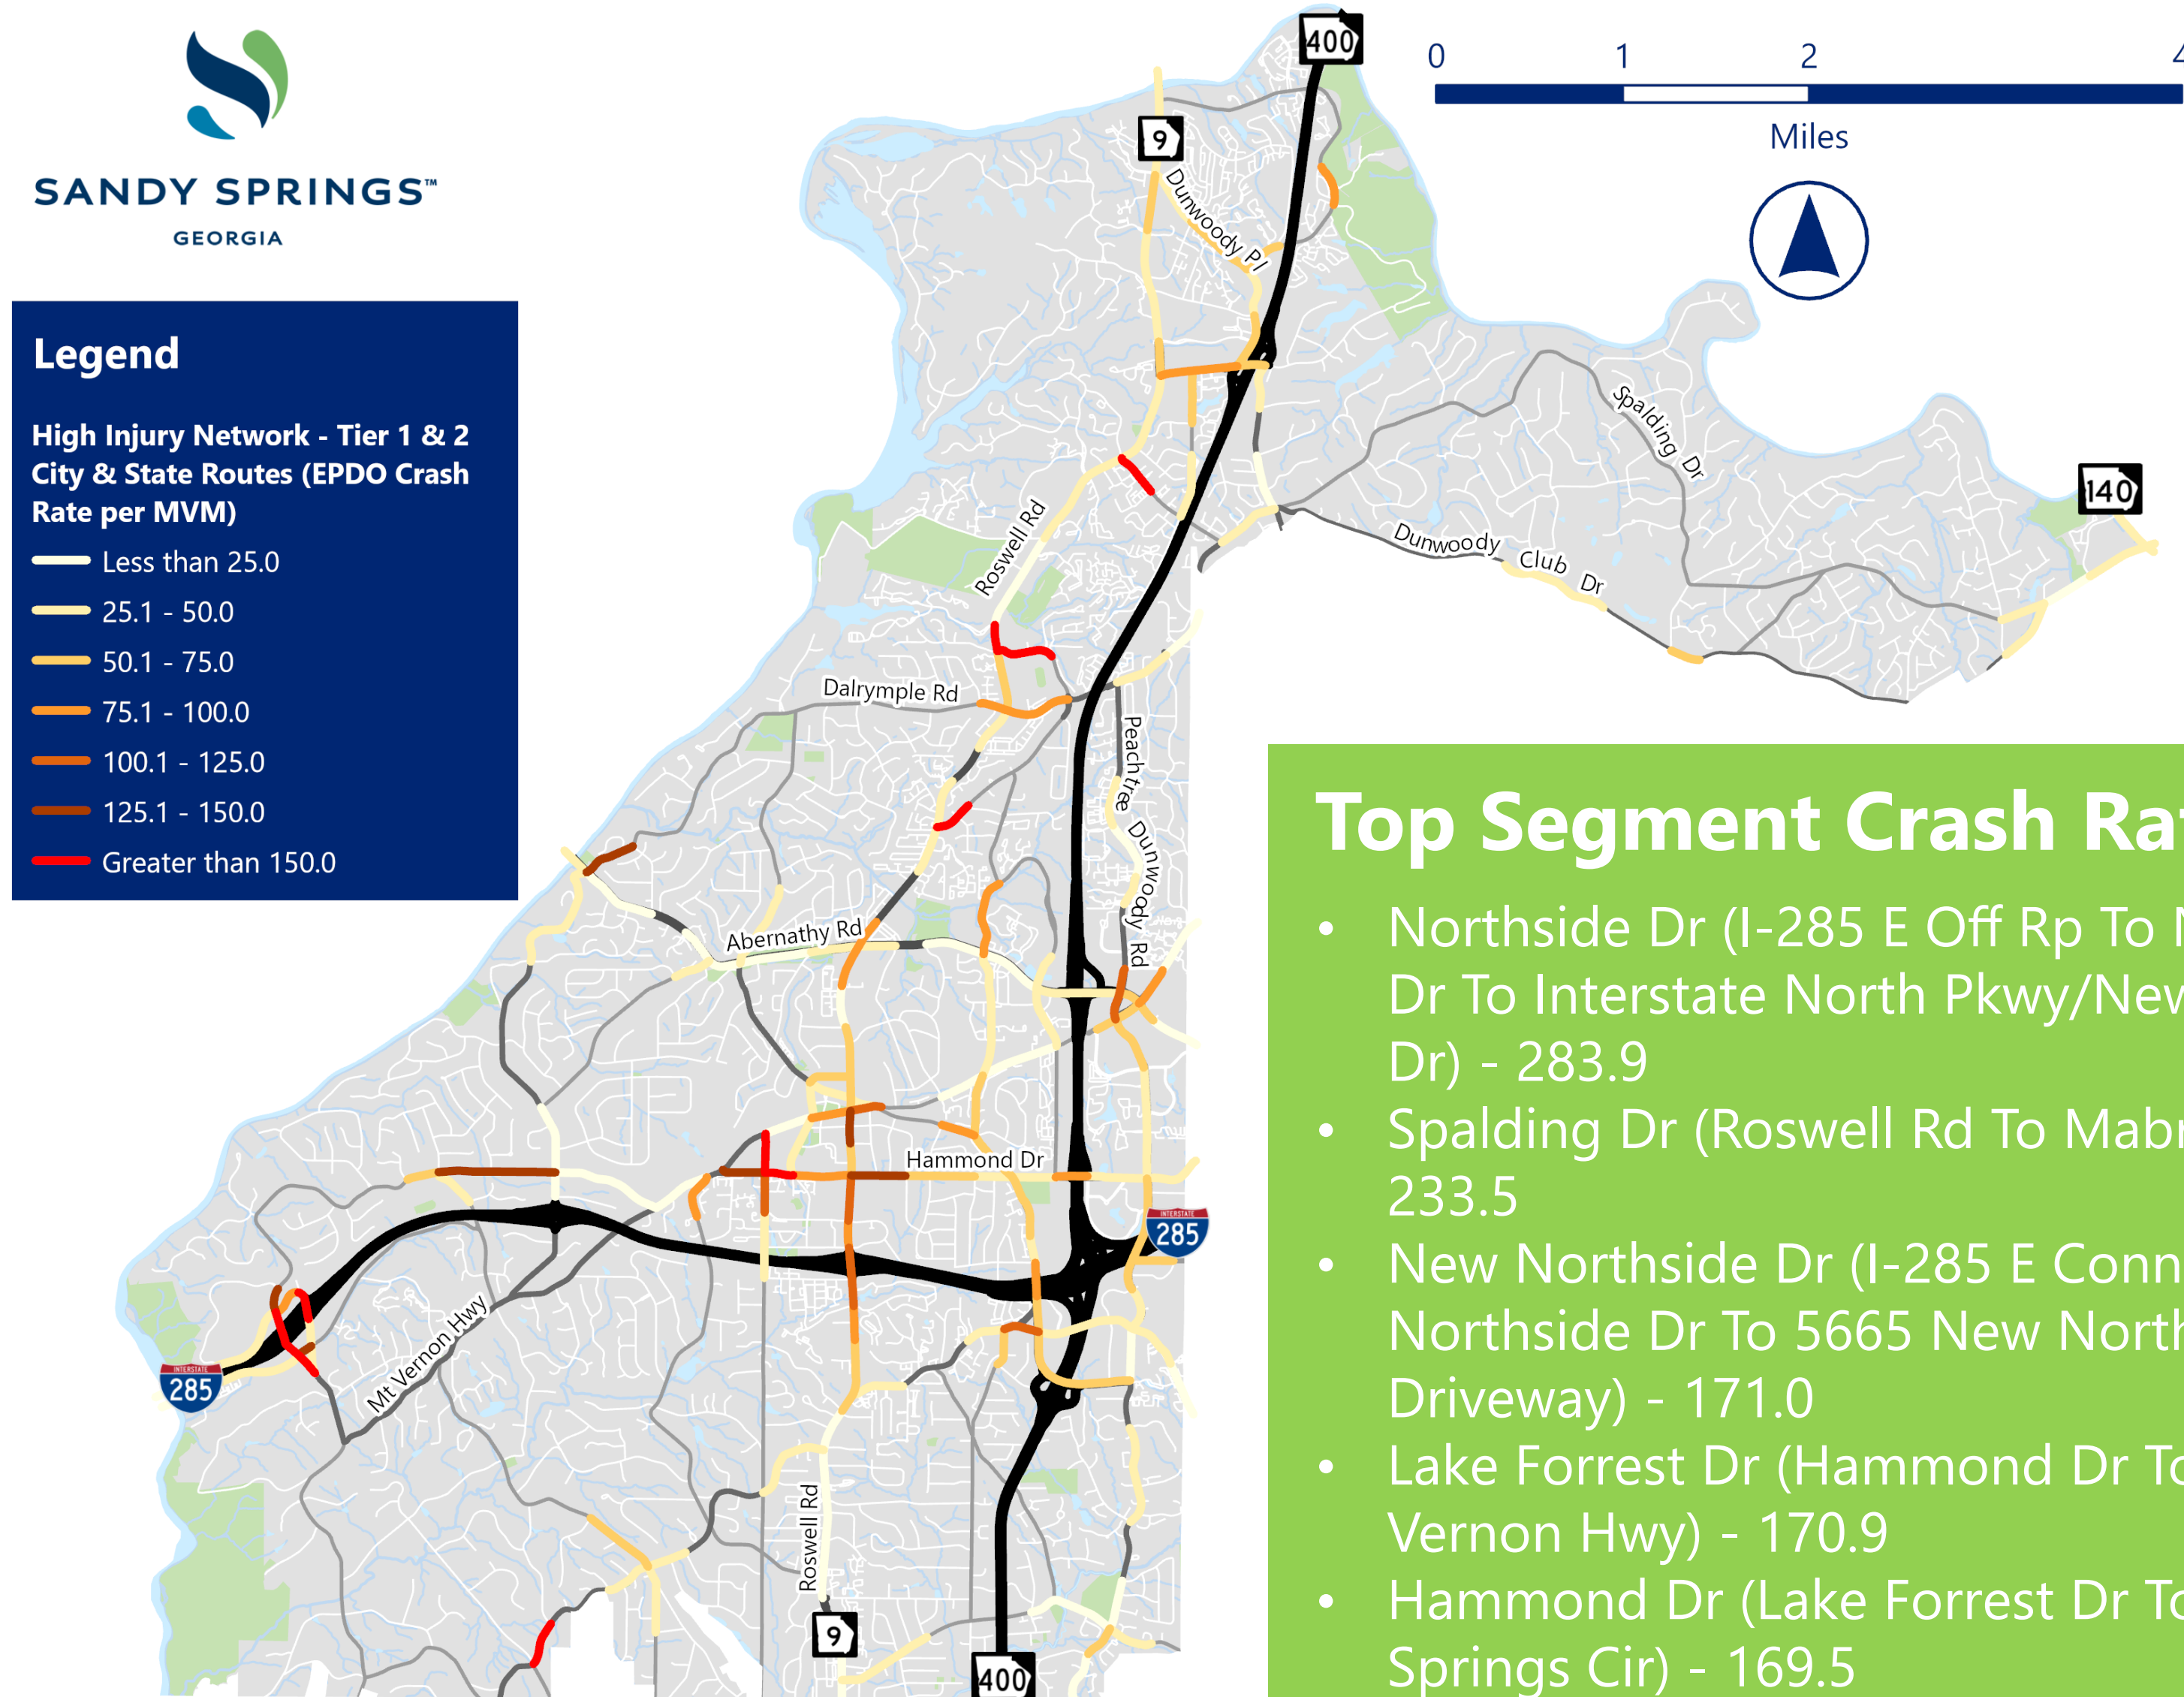 SANDY SPRINGS™
GEORGIA
Legend
High Injury Network - Tier 1 & 2
City & State Routes (EPDO Crash
Rate per MVM)
Less than 25.0
25.1 - 50.0
50.1 - 75.0
75.1 - 100.0
100.1 - 125.0
125.1 - 150.0
Greater than 150.0
0 1 2 4
Miles
400
9
Dunwoody Pl
Spalding Dr
140
Roswell Rd
Dunwoody Club Dr
Dalrymple Rd
Peachtree Dunwoody Rd
Abernathy Rd
Hammond Dr
INTERSTATE
285
Mt Vernon Hwy
INTERSTATE
285
Roswell Rd
9
400
Top Segment Crash
• Northside Dr (I-285 E Off Rp To
Dr To Interstate North Pkwy/New
Dr) - 283.9
• Spalding Dr (Roswell Rd To
233.5
• New Northside Dr (I-285 E
Northside Dr To 5665 New
Driveway) - 171.0
• Lake Forrest Dr (Hammond Dr To
Vernon Hwy) - 170.9
• Hammond Dr (Lake Forrest Dr To
Springs Cir) - 169.5